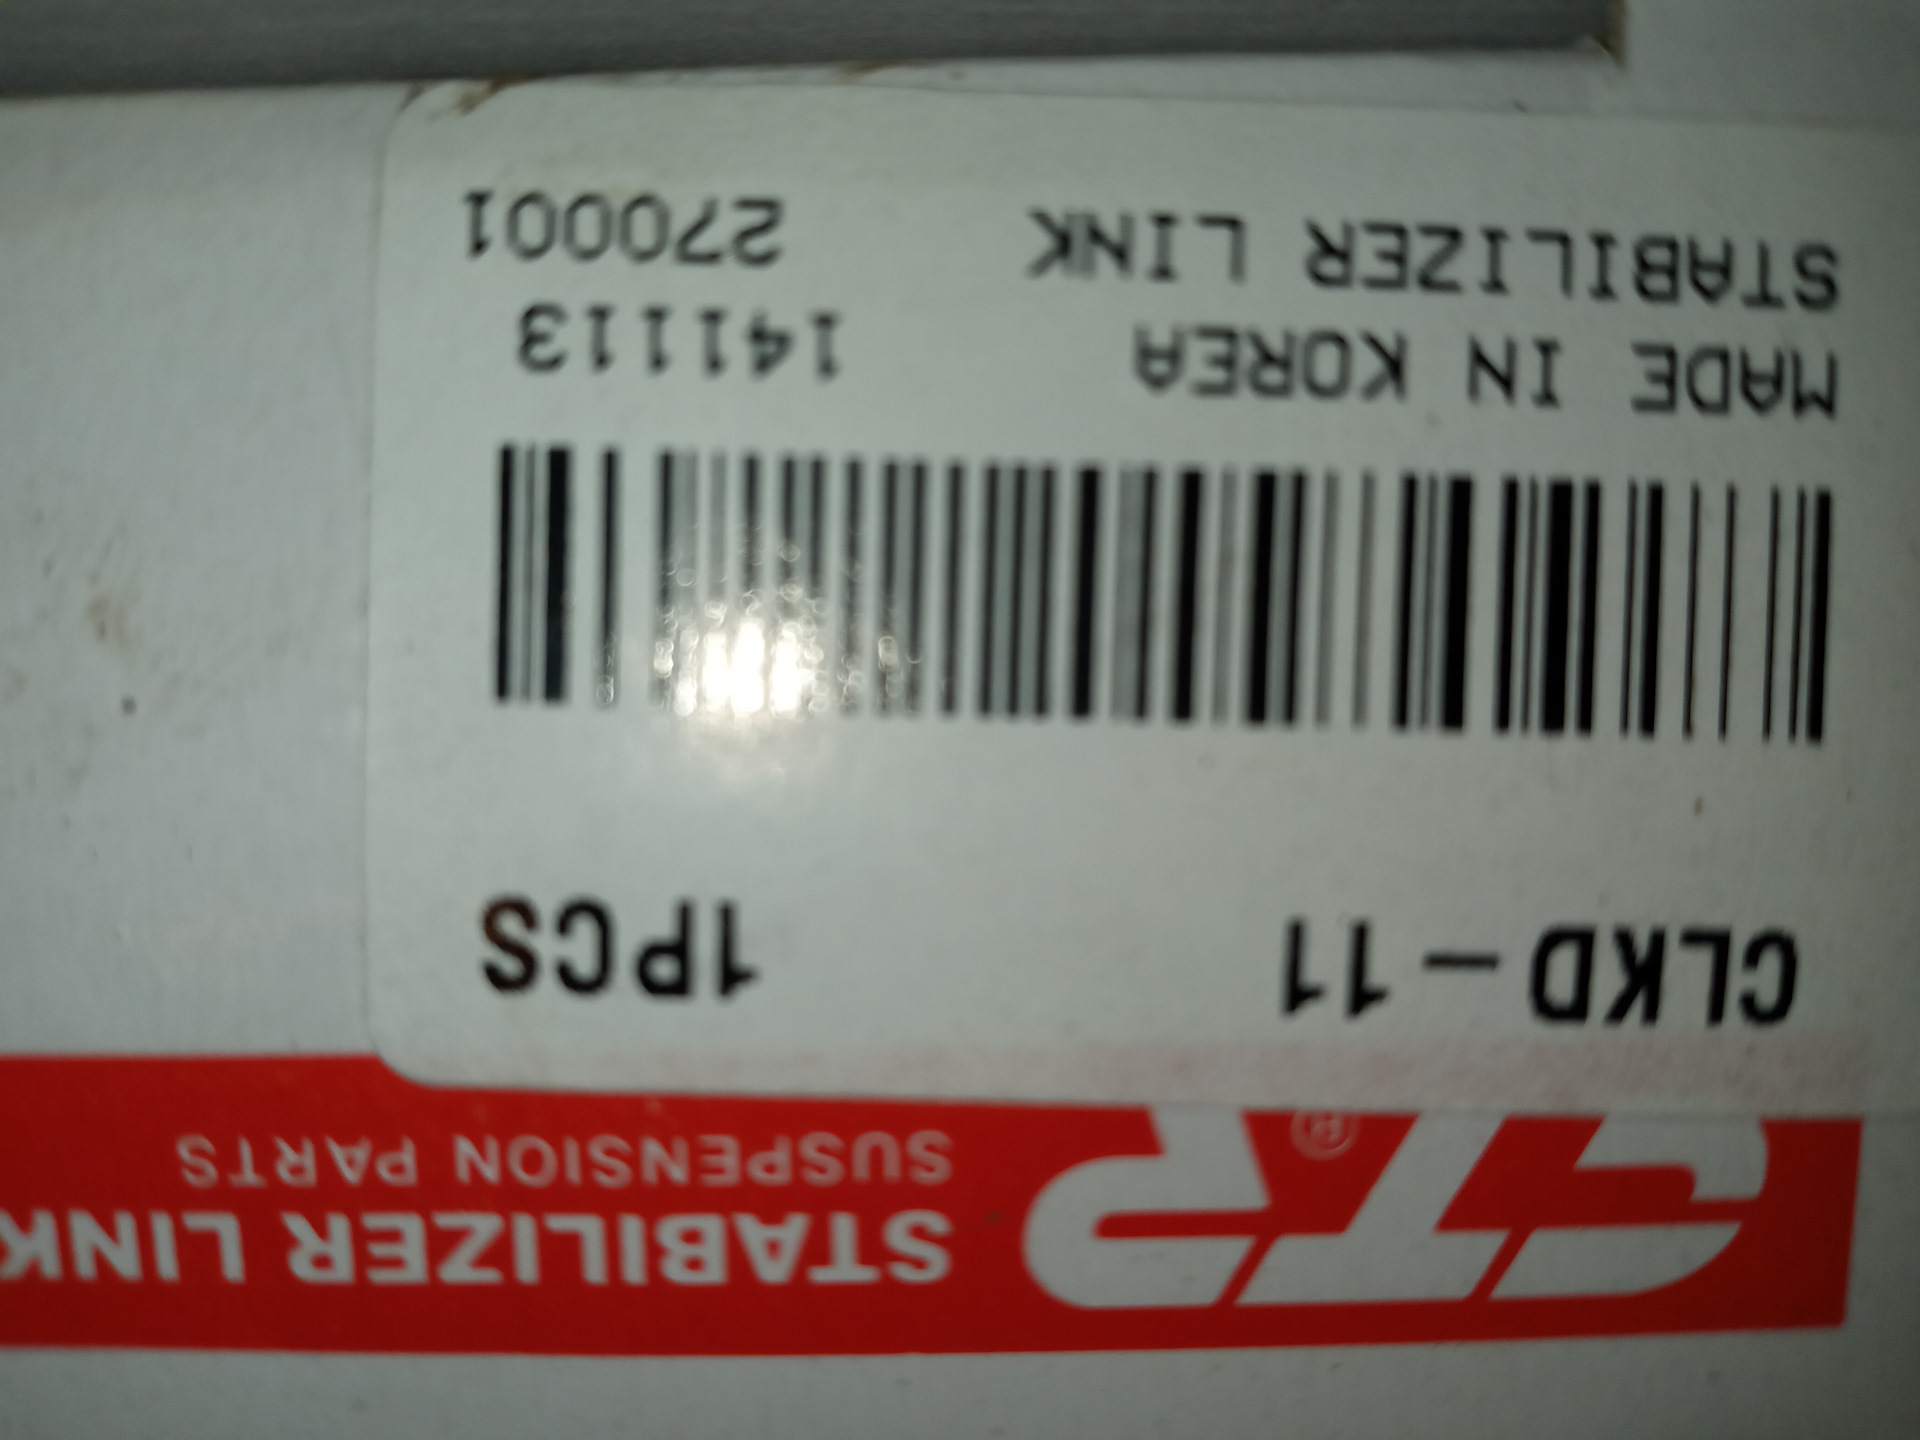 CTR ®
STABILIZER LINK
SUSPENSION PARTS
CLKD-11 1PCS
MADE IN KOREA 141113
STABILIZER LINK 270001